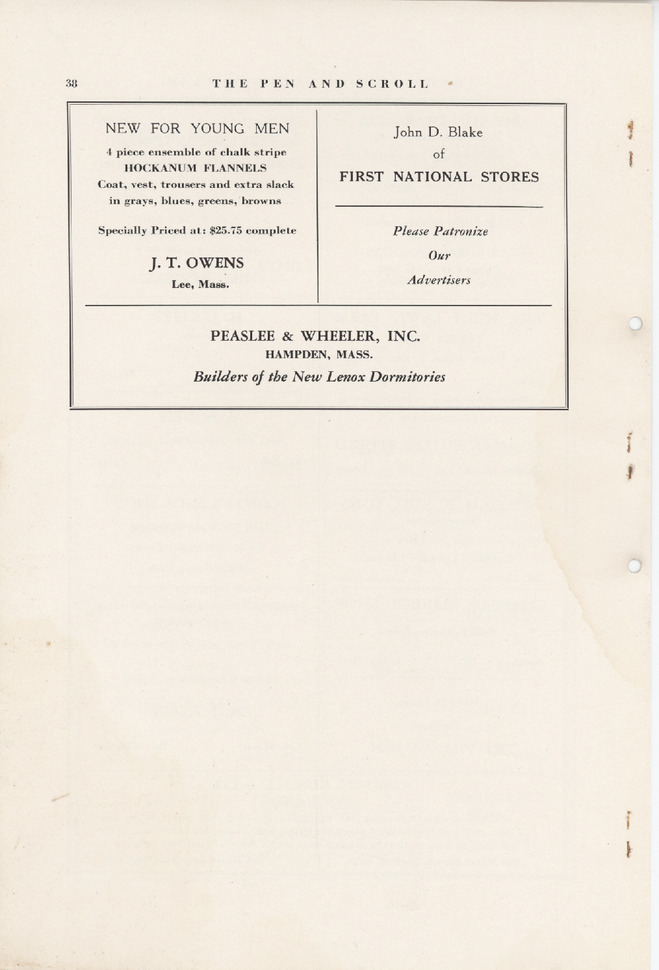 38
THE PEN AND SCROLL
NEW FOR YOUNG MEN
4 piece ensemble of chalk stripe
HOCKANUM FLANNELS
Coat, vest, trousers and extra slack
in grays, blues, greens, browns
Specially Priced at: $25.75 complete
J. T. OWENS
Lee, Mass.
John D. Blake
of
FIRST NATIONAL STORES
Please Patronize
Our
Advertisers
PEASLEE & WHEELER, INC.
HAMPDEN, MASS.
Builders of the New Lenox Dormitories